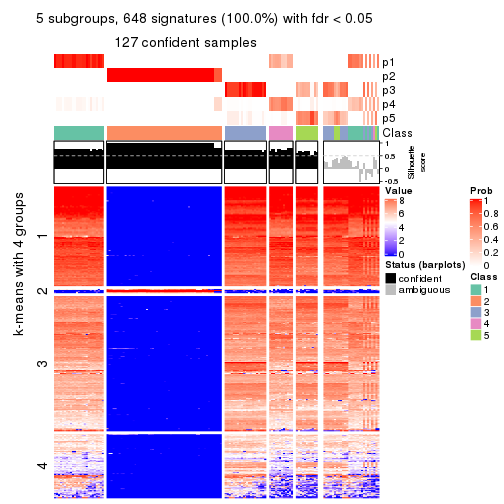 5 subgroups, 648 signatures (100.0%) with fdr < 0.05
127 confident samples
p1
p2
p3
p4
p5
Class
1
0.5
0
-0.5
Silhouette
score
k-means with 4 groups
1
2
3
4
Value
8
6
4
2
0
Status (barplots)
confident
ambiguous
Prob
1
0.8
0.6
0.4
0.2
0
Class
1
2
3
4
5